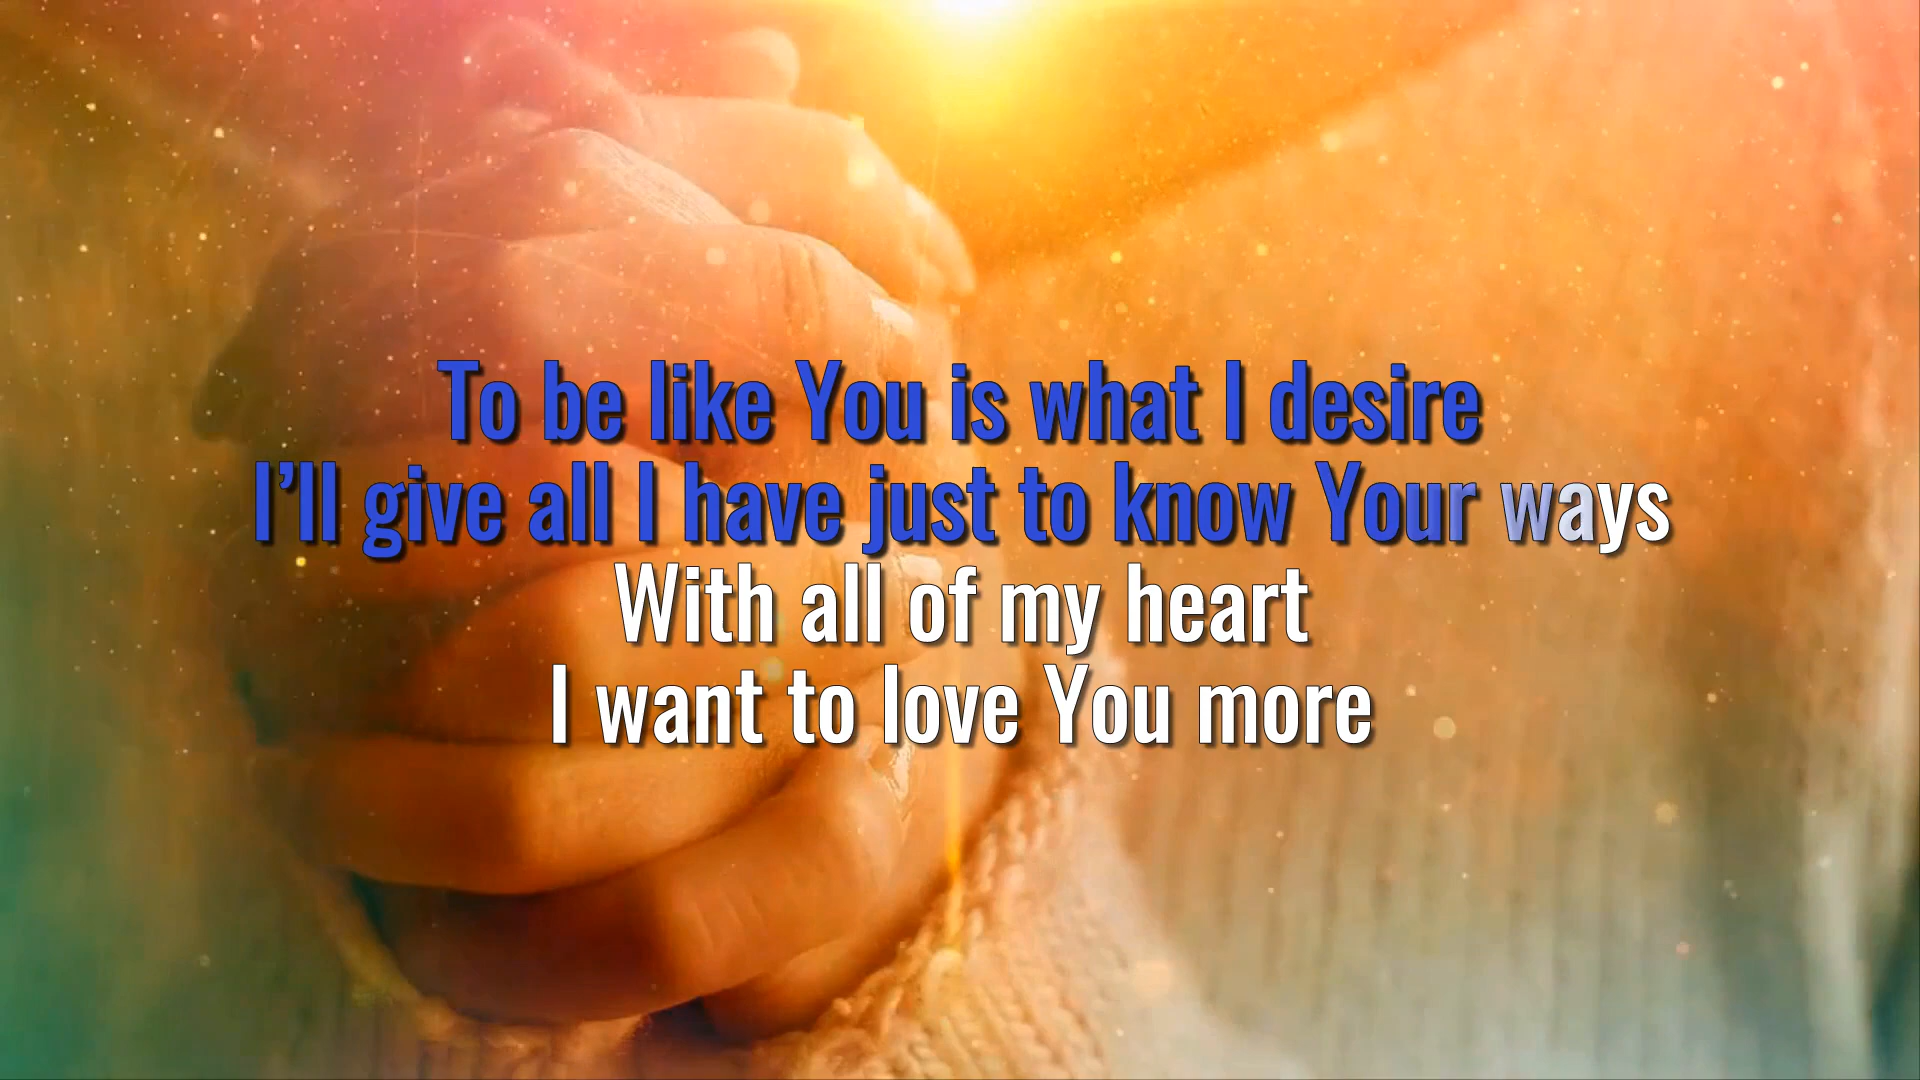 To be like You is what I desire
I’ll give all I have just to know Your ways
With all of my heart
I want to love You more